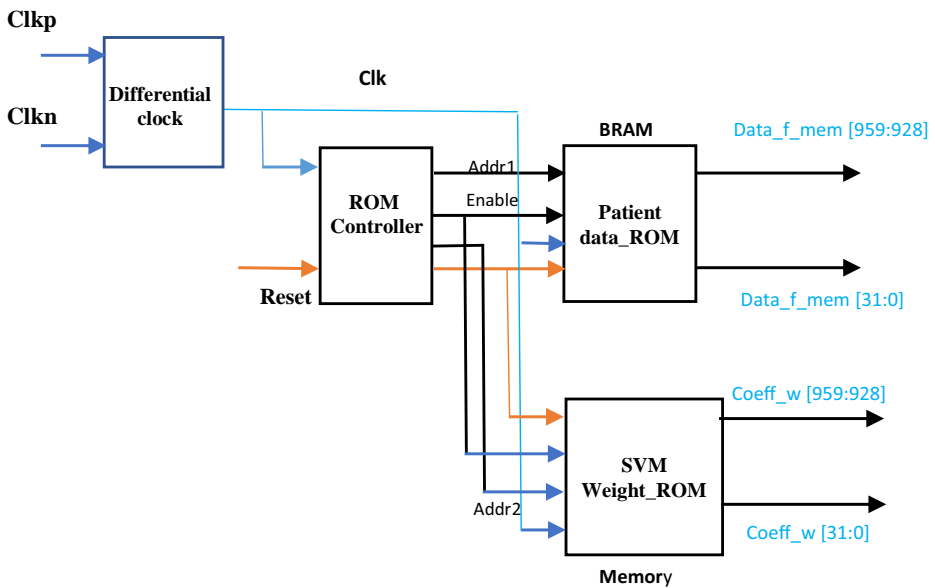 Clkp
Differential
clock
Clkn
Clk
BRAM
Data_f_mem [959:928]
Addr1
Enable
ROM
Controller
Patient
data_ROM
Reset
Data_f_mem [31:0]
Coeff_w [959:928]
SVM
Weight_ROM
Addr2
Coeff_w [31:0]
Memory